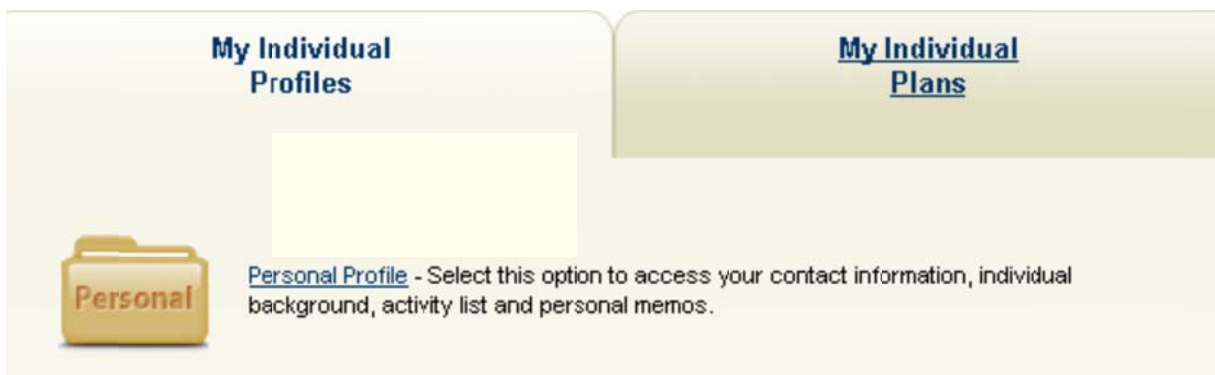 My Individual
Profiles
My Individual
Plans
Personal
Personal Profile - Select this option to access your contact information, individual
background, activity list and personal memos.